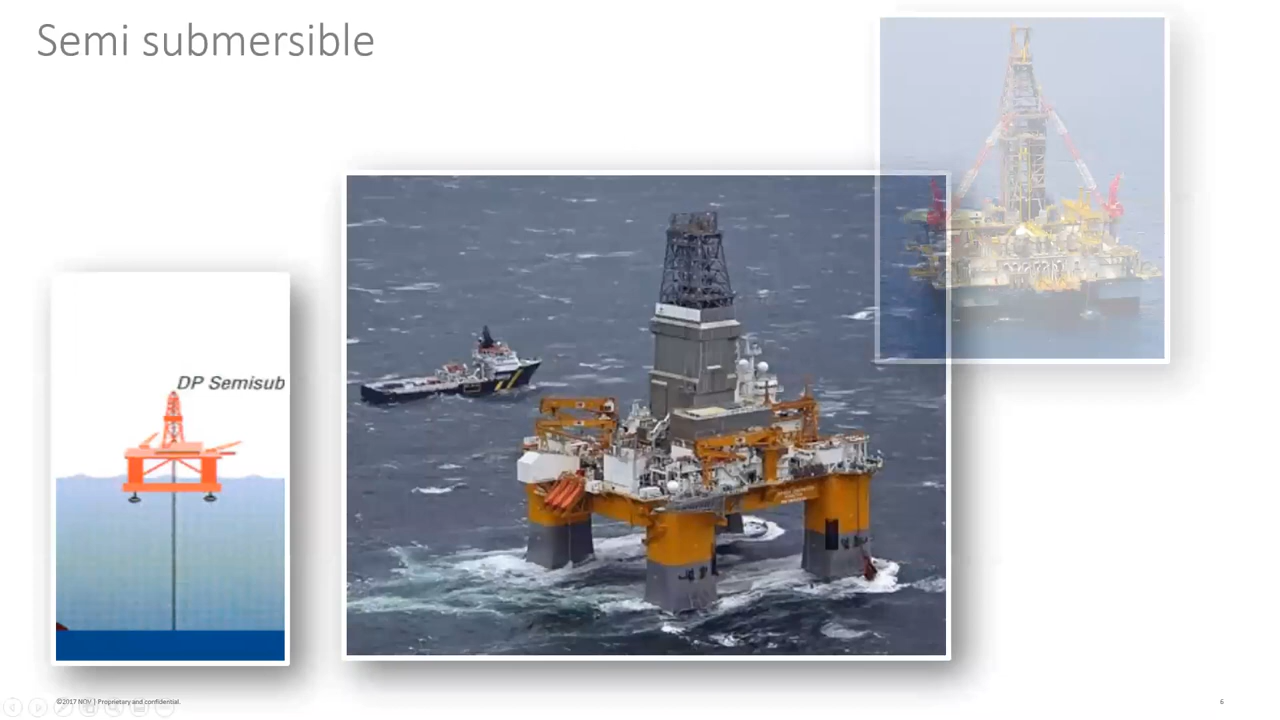 Semi submersible
DP Semisub
©2017 NOV | Proprietary and confidential.
6